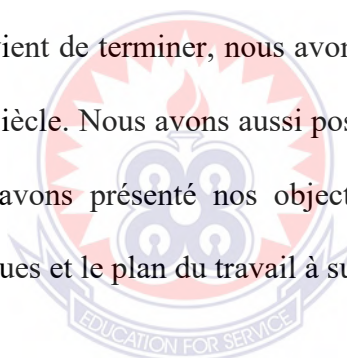 vient de terminer, nous avon
iècle. Nous avons aussi pos
avons présenté nos object
ues et le plan du travail à su
EDUCATION FOR SERVICE